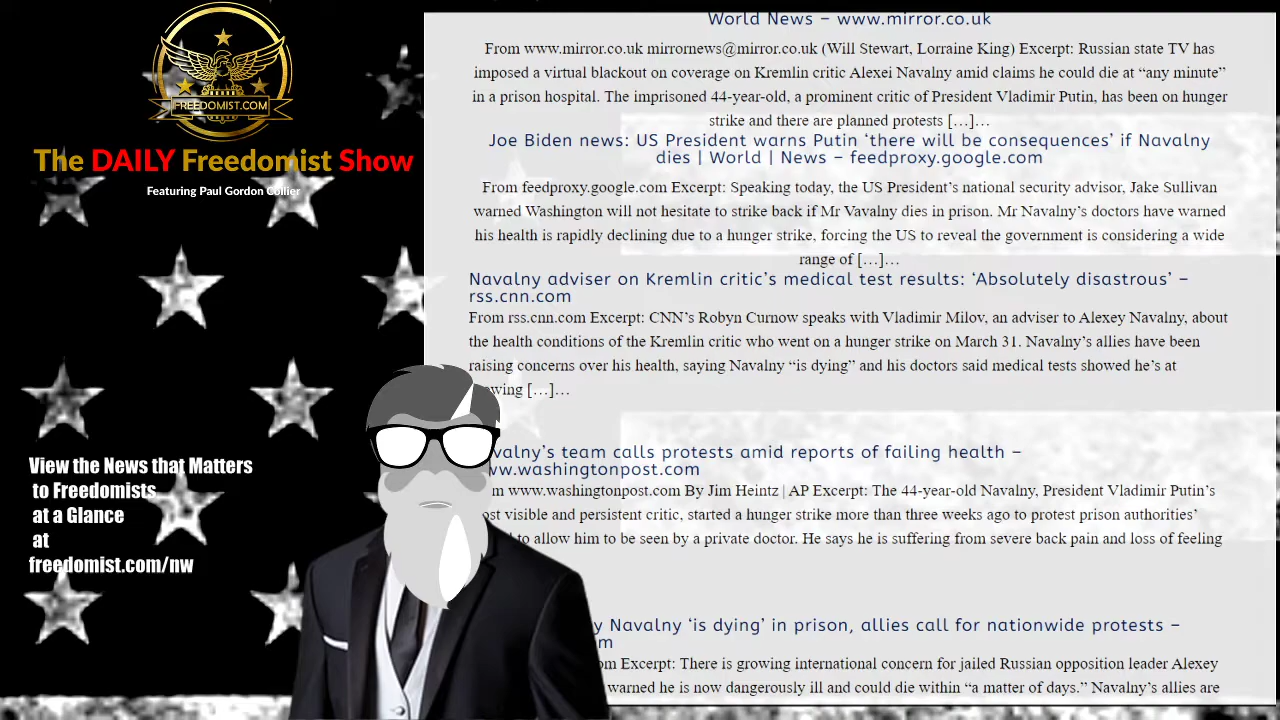 FREEDOMIST.COM
The DAILY Freedomist Show
Featuring Paul Gordon Collier
View the News that Matters
to Freedomists
at a Glance
at
freedomist.com/nw
World News – www.mirror.co.uk
From www.mirror.co.uk mirrornews@mirror.co.uk (Will Stewart, Lorraine King) Excerpt: Russian state TV has
imposed a virtual blackout on coverage on Kremlin critic Alexei Navalny amid claims he could die at “any minute”
in a prison hospital. The imprisoned 44-year-old, a prominent critic of President Vladimir Putin, has been on hunger
strike and there are planned protests […]…
Joe Biden news: US President warns Putin ‘there will be consequences’ if Navalny
dies | World | News – feedproxy.google.com
From feedproxy.google.com Excerpt: Speaking today, the US President’s national security advisor, Jake Sullivan
warned Washington will not hesitate to strike back if Mr Vavalny dies in prison. Mr Navalny’s doctors have warned
his health is rapidly declining due to a hunger strike, forcing the US to reveal the government is considering a wide
range of […]…
Navalny adviser on Kremlin critic’s medical test results: ‘Absolutely disastrous’ –
rss.cnn.com
From rss.cnn.com Excerpt: CNN’s Robyn Curnow speaks with Vladimir Milov, an adviser to Alexey Navalny, about
the health conditions of the Kremlin critic who went on a hunger strike on March 31. Navalny’s allies have been
raising concerns over his health, saying Navalny “is dying” and his doctors said medical tests showed he’s at
owing […]…
valny’s team calls protests amid reports of failing health –
ww.washingtonpost.com
m www.washingtonpost.com By Jim Heintz | AP Excerpt: The 44-year-old Navalny, President Vladimir Putin’s
ost visible and persistent critic, started a hunger strike more than three weeks ago to protest prison authorities’
to allow him to be seen by a private doctor. He says he is suffering from severe back pain and loss of feeling
y Navalny ‘is dying’ in prison, allies call for nationwide protests –
m
om Excerpt: There is growing international concern for jailed Russian opposition leader Alexey
warned he is now dangerously ill and could die within “a matter of days.” Navalny’s allies are